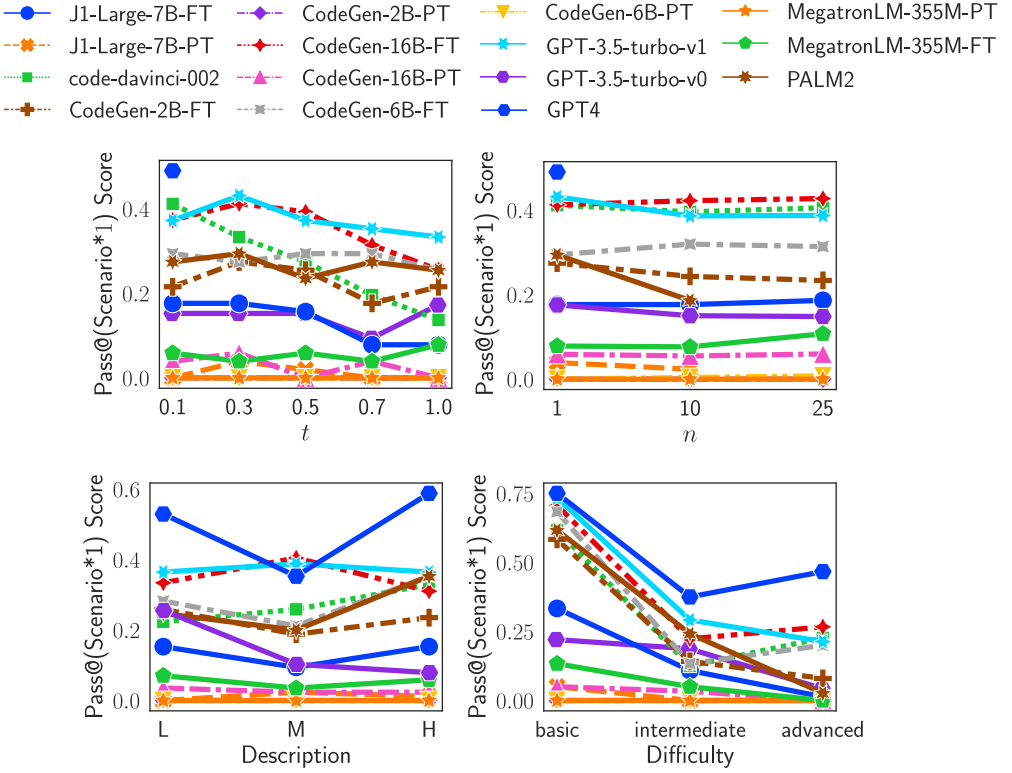 J1-Large-7B-FT CodeGen-2B-PT CodeGen-6B-PT MegatronLM-355M-PT
J1-Large-7B-PT CodeGen-16B-FT GPT-3.5-turbo-v1 MegatronLM-355M-FT
code-davinci-002 CodeGen-16B-PT GPT-3.5-turbo-v0 PALM2
CodeGen-2B-FT CodeGen-6B-FT GPT4
Pass@(Scenario*1) Score
0.4
0.2
0.0
0.1 0.3 0.5 0.7 1.0
t
Pass@(Scenario*1) Score
0.4
0.2
0.0
1 10 25
n
Pass@(Scenario*1) Score
0.6
0.4
0.2
0.0
L M H
Description
Pass@(Scenario*1) Score
0.75
0.50
0.25
0.00
basic intermediate advanced
Difficulty